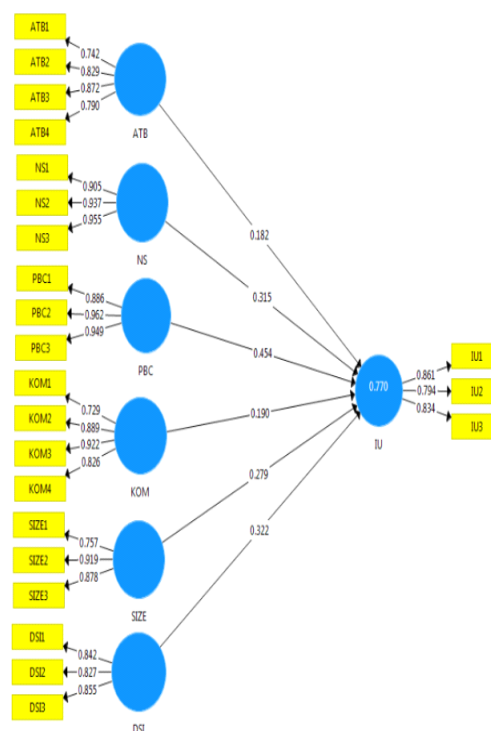 ATB1
0.742
ATB2
0.829
ATB3
0.872
ATB4
0.790
ATB
NS1
0.905
NS2
0.937
NS3
0.955
NS
PBC1
0.886
PBC2
0.962
PBC3
0.949
PBC
KOM1
0.729
KOM2
0.889
KOM3
0.922
KOM4
0.826
KOM
SIZE1
0.757
SIZE2
0.919
SIZE3
0.878
SIZE
DSI1
0.842
DSI2
0.827
DSI3
0.855
DSI
0.182
0.315
0.454
0.190
0.279
0.322
0.770
IU
0.861
IU1
0.794
IU2
0.834
IU3